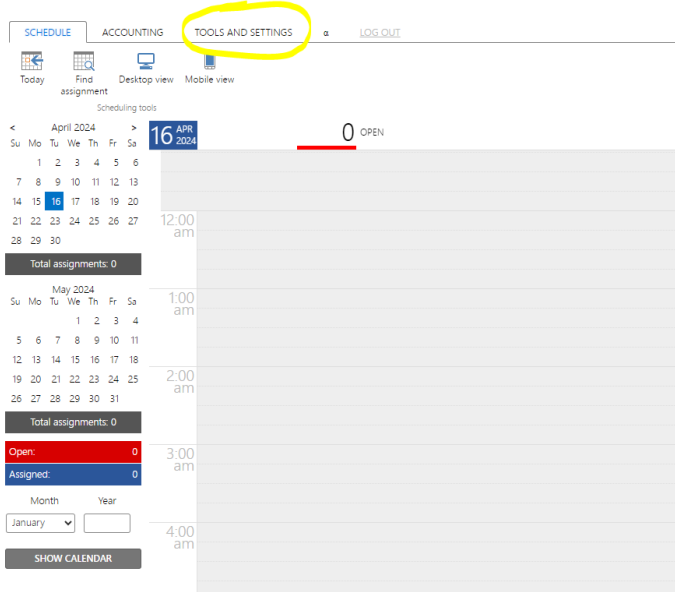 SCHEDULE ACCOUNTING TOOLS AND SETTINGS α LOG OUT
Today Find assignment Desktop view Mobile view
Scheduling tools
< April 2024 >
Su Mo Tu We Th Fr Sa
1 2 3 4 5 6
7 8 9 10 11 12 13
14 15 16 17 18 19 20
21 22 23 24 25 26 27
28 29 30
Total assignments: 0
May 2024
Su Mo Tu We Th Fr Sa
1 2 3 4
5 6 7 8 9 10 11
12 13 14 15 16 17 18
19 20 21 22 23 24 25
26 27 28 29 30 31
Total assignments: 0
Open: 0
Assigned: 0
Month Year
January
SHOW CALENDAR
16 APR 2024
0 OPEN
12:00 am
1:00 am
2:00 am
3:00 am
4:00 am